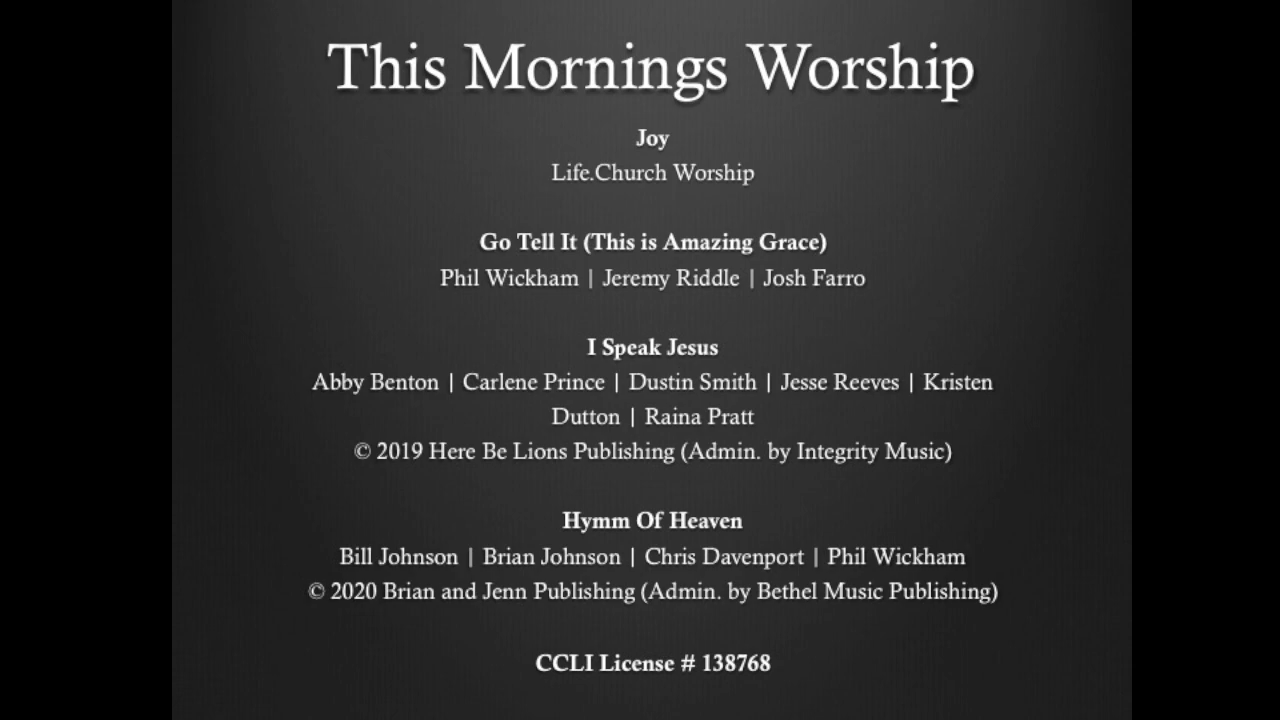 This Mornings Worship
Joy
Life.Church Worship
Go Tell It (This is Amazing Grace)
Phil Wickham | Jeremy Riddle | Josh Farro
I Speak Jesus
Abby Benton | Carlene Prince | Dustin Smith | Jesse Reeves | Kristen
Dutton | Raina Pratt
© 2019 Here Be Lions Publishing (Admin. by Integrity Music)
Hymm Of Heaven
Bill Johnson | Brian Johnson | Chris Davenport | Phil Wickham
© 2020 Brian and Jenn Publishing (Admin. by Bethel Music Publishing)
CCLI License # 138768